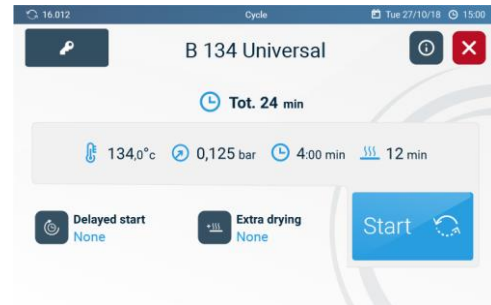 16.012 Cycle Tue 27/10/18 15:00
B 134 Universal
Tot. 24 min
134,0°c 0,125 bar 4:00 min 12 min
Delayed start
None
Extra drying
None
Start